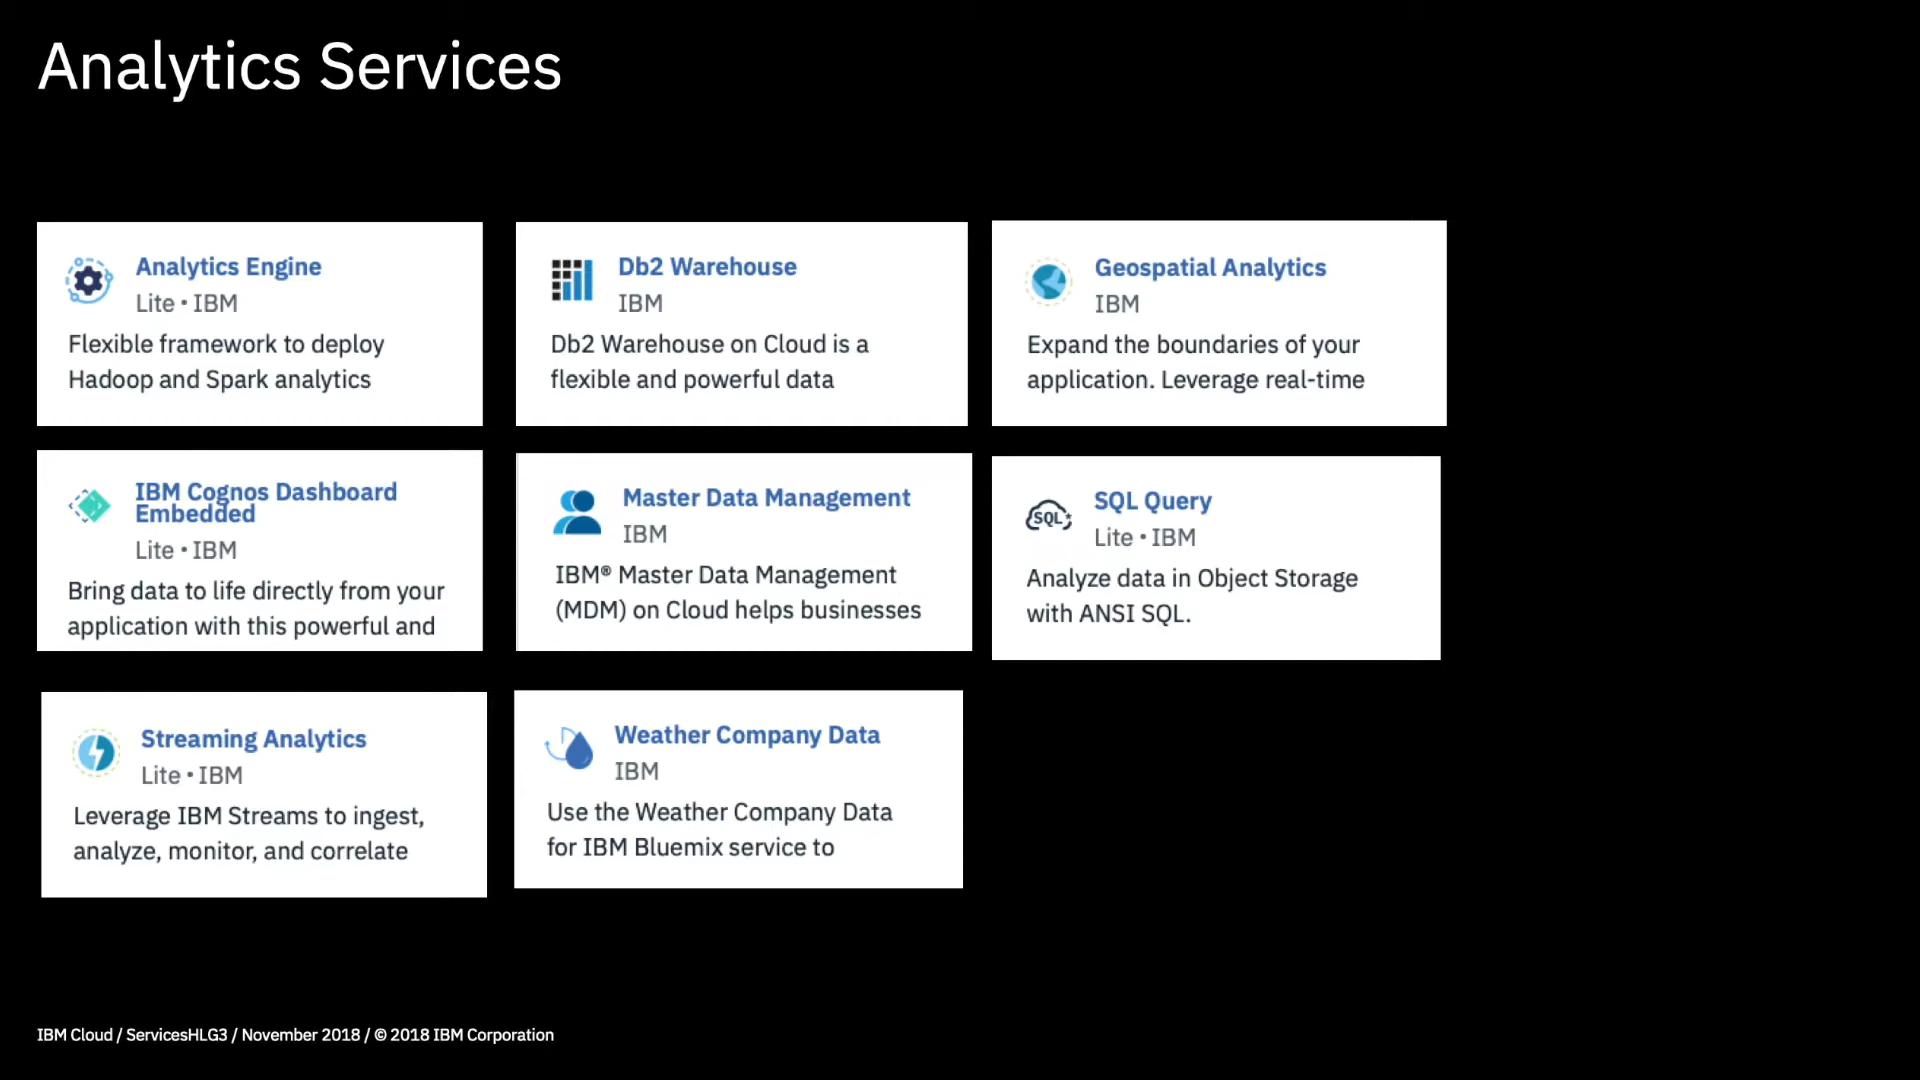 Analytics Services
Analytics Engine
Lite • IBM
Flexible framework to deploy
Hadoop and Spark analytics
Db2 Warehouse
IBM
Db2 Warehouse on Cloud is a
flexible and powerful data
Geospatial Analytics
IBM
Expand the boundaries of your
application. Leverage real-time
IBM Cognos Dashboard
Embedded
Lite • IBM
Bring data to life directly from your
application with this powerful and
Master Data Management
IBM
IBM® Master Data Management
(MDM) on Cloud helps businesses
SQL
SQL Query
Lite • IBM
Analyze data in Object Storage
with ANSI SQL.
Streaming Analytics
Lite • IBM
Leverage IBM Streams to ingest,
analyze, monitor, and correlate
Weather Company Data
IBM
Use the Weather Company Data
for IBM Bluemix service to
IBM Cloud / ServicesHLG3 / November 2018 / © 2018 IBM Corporation